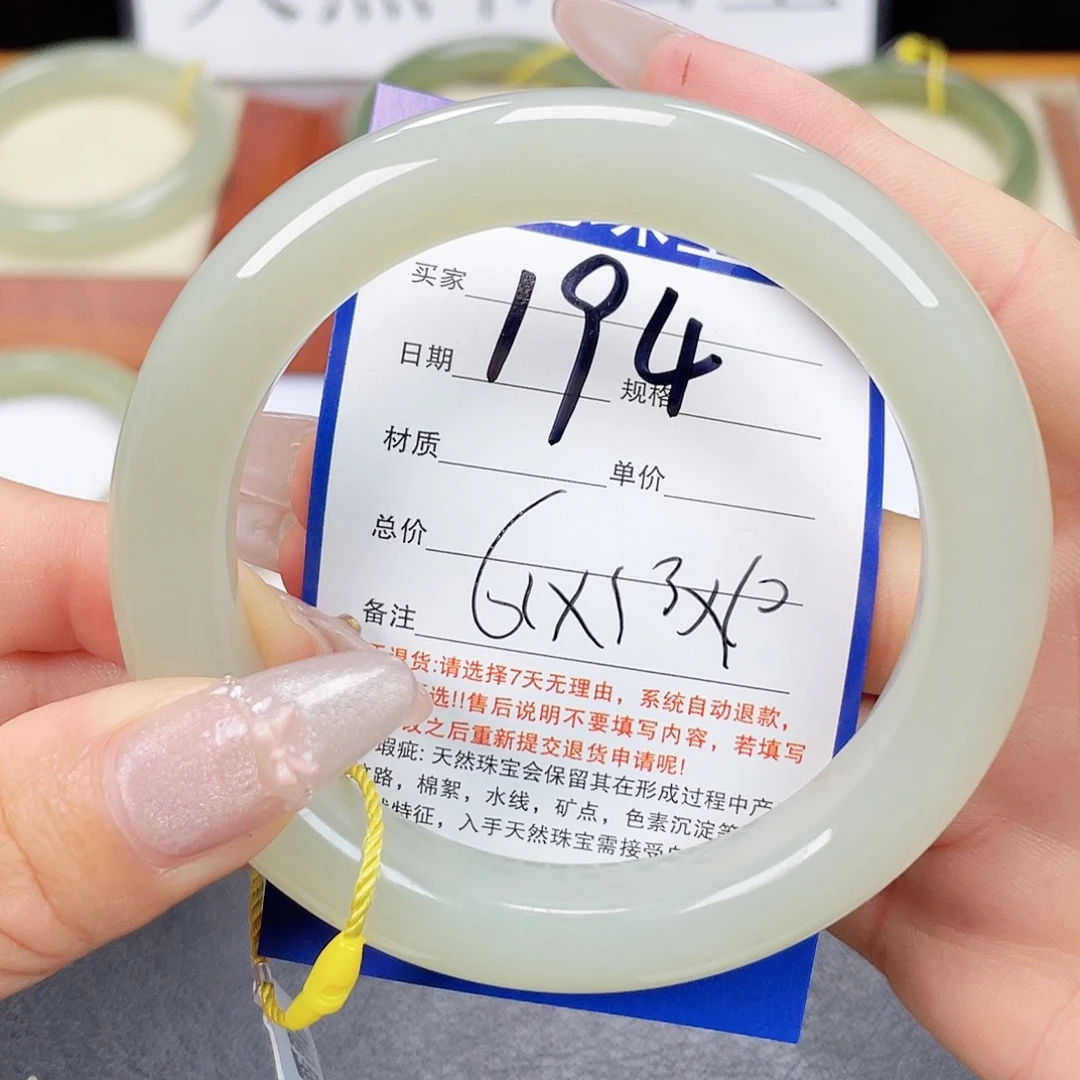 买家
194
日期
规格
材质
单价
总价
备注
退货:请选择7天无理由，系统自动退款，
选!!售后说明不要填写内容，若填写
之后重新提交退货申请呢!
瑕疵: 天然珠宝会保留其在形成过程中产
路，棉絮，水线，矿点，色素沉淀等
特征，入手天然珠宝需接受